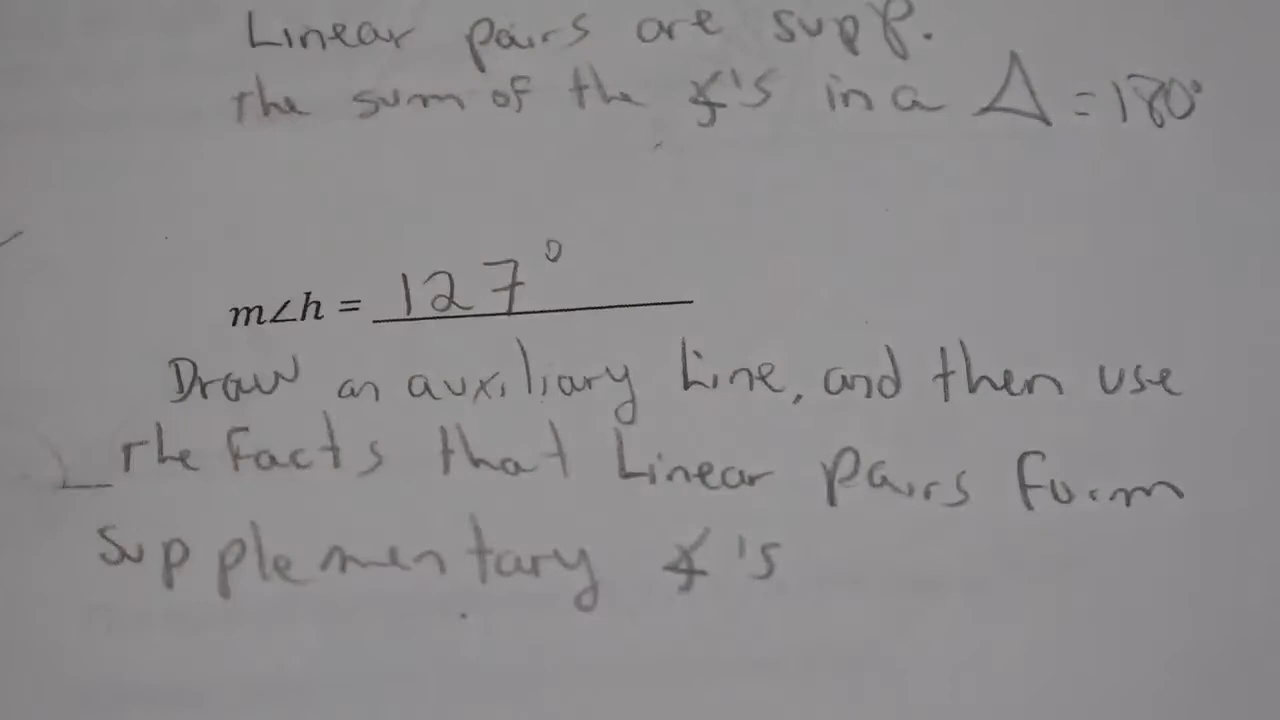 Linear pairs are supp.
The sum of the ∡'s in a △ = 180°
m∠h = 127°
Draw an auxiliary Line, and then use
The Facts that Linear Pairs Form
Supplementary ∡'s